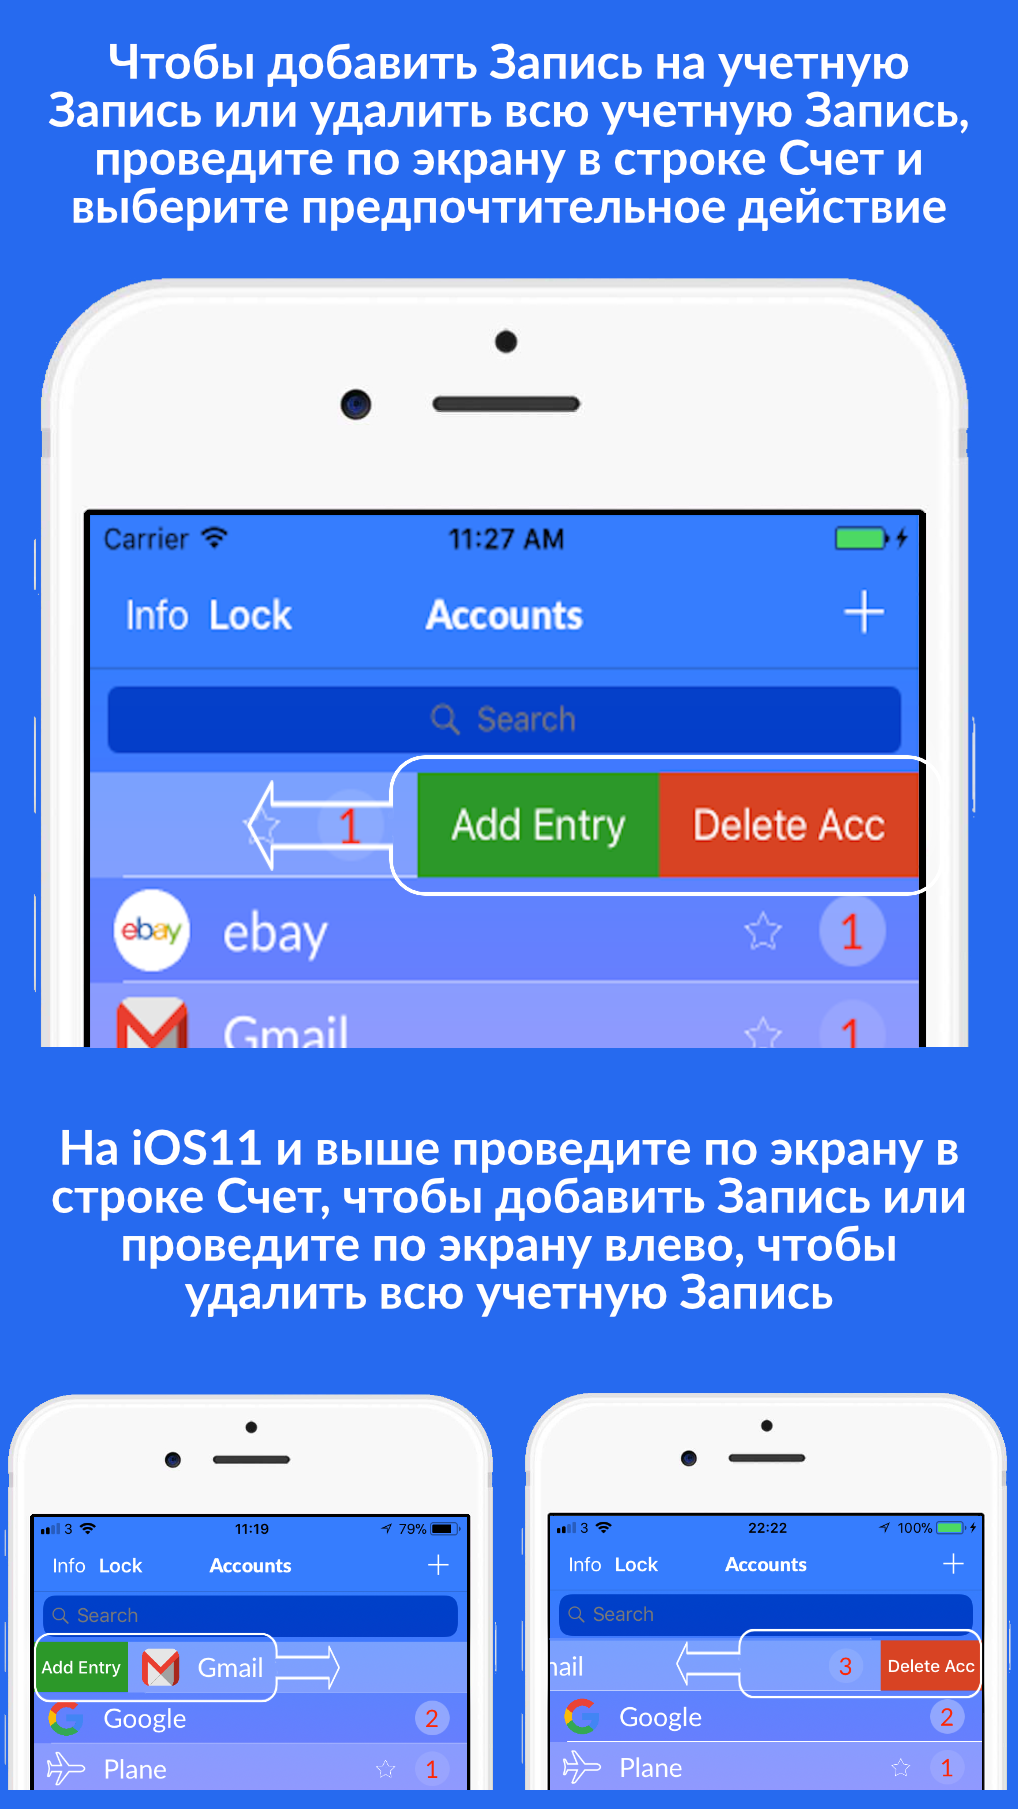 Чтобы добавить Запись на учетную
Запись или удалить всю учетную Запись,
проведите по экрану в строке Счет и
выберите предпочтительное действие
Carrier 11:27 AM
Info Lock Accounts +
Search
1 Add Entry Delete Acc
ebay ebay 1
Gmail 1
На iOS11 и выше проведите по экрану в
строке Счет, чтобы добавить Запись или
проведите по экрану влево, чтобы
удалить всю учетную Запись
3 11:19 79%
Info Lock Accounts +
Search
Add Entry Gmail
Google 2
Plane 1
3 22:22 100%
Info Lock Accounts +
Search
ail 3 Delete Acc
Google 2
Plane 1